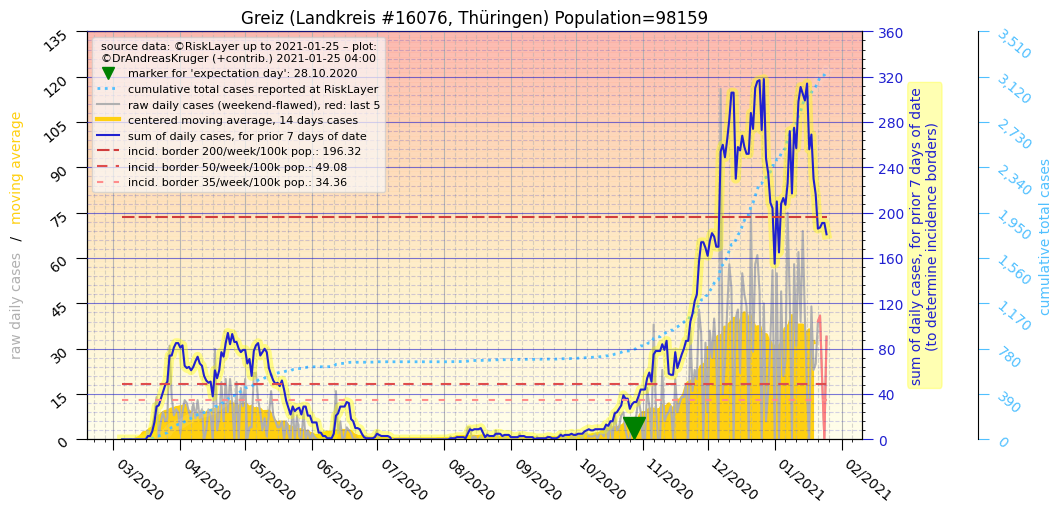 Greiz (Landkreis #16076, Thüringen) Population=98159
source data: ©RiskLayer up to 2021-01-25 – plot:
©DrAndreasKruger (+contrib.) 2021-01-25 04:00
marker for 'expectation day': 28.10.2020
cumulative total cases reported at RiskLayer
raw daily cases (weekend-flawed), red: last 5
centered moving average, 14 days cases
sum of daily cases, for prior 7 days of date
incid. border 200/week/100k pop.: 196.32
incid. border 50/week/100k pop.: 49.08
incid. border 35/week/100k pop.: 34.36
raw daily cases / moving average
135
120
105
90
75
60
45
30
15
0
03/2020
04/2020
05/2020
06/2020
07/2020
08/2020
09/2020
10/2020
11/2020
12/2020
01/2021
02/2021
360
320
280
240
200
160
120
80
40
0
sum of daily cases, for prior 7 days of date
(to determine incidence borders)
3,510
3,120
2,730
2,340
1,950
1,560
1,170
780
390
0
cumulative total cases